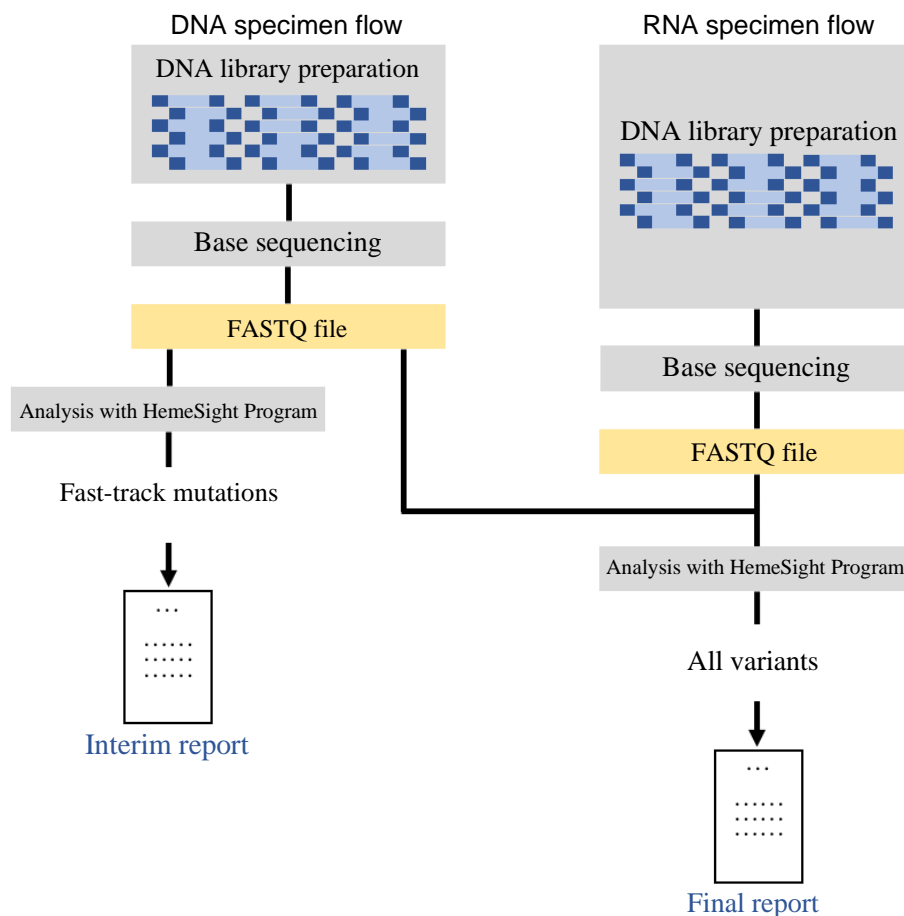 DNA specimen flow
DNA library preparation
Base sequencing
FASTQ file
Analysis with HemeSight Program
Fast-track mutations
Interim report
RNA specimen flow
DNA library preparation
Base sequencing
FASTQ file
Analysis with HemeSight Program
All variants
Final report